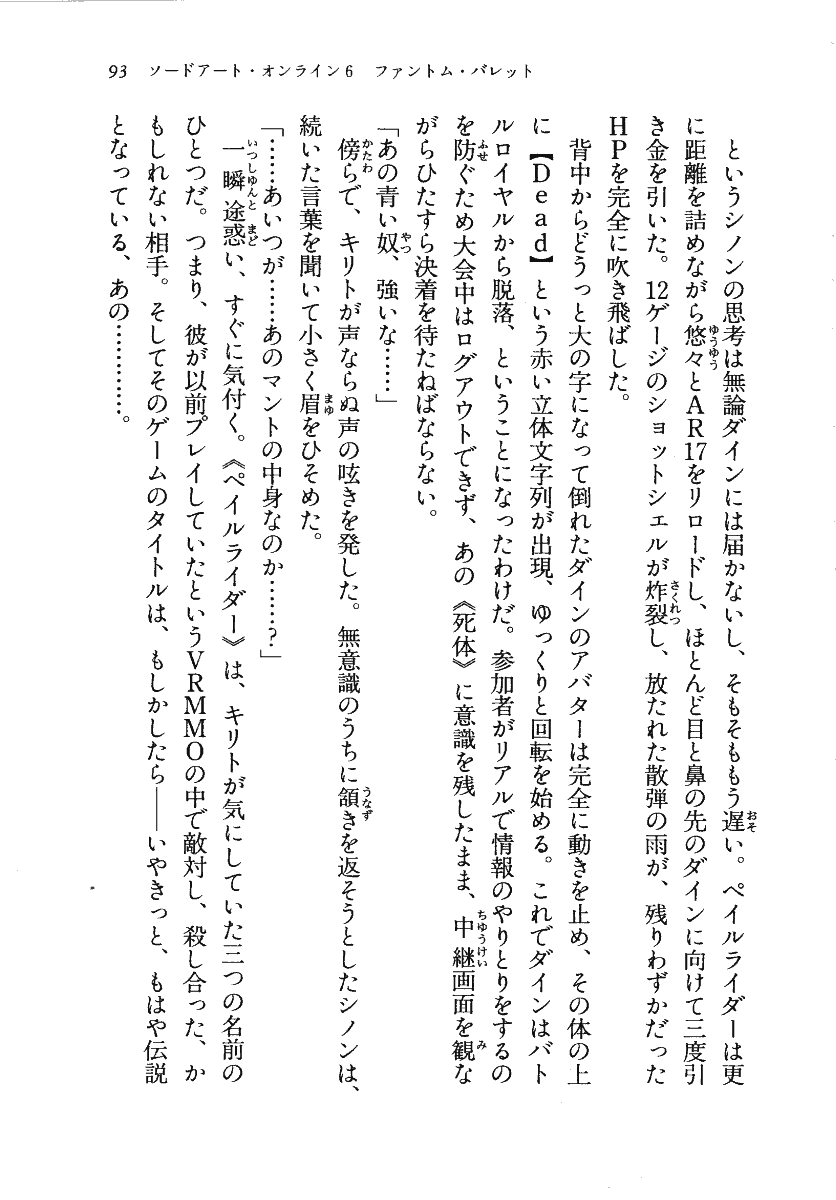 93　ソードアート・オンライン6　ファントム・バレット
　というシノンの思考は無論ダインには届かないし、そもそももう遅い。ペイルライダーは更
に距離を詰めながら悠々とAR17をリロードし、ほとんど目と鼻の先のダインに向けて三度引
き金を引いた。12ゲージのショットシェルが炸裂し、放たれた散弾の雨が、残りわずかだった
HPを完全に吹き飛ばした。
　背中からどうっと大の字になって倒れたダインのアバターは完全に動きを止め、その体の上
に【Dead】という赤い立体文字列が出現、ゆっくりと回転を始める。これでダインはバト
ルロイヤルから脱落、ということになったわけだ。参加者がリアルで情報のやりとりをするの
を防ぐため大会中はログアウトできず、あの《死体》に意識を残したまま、中継画面を観な
がらひたすら決着を待たねばならない。
「あの青い奴、強いな……」
　傍らで、キリトが声ならぬ声の呟きを発した。無意識のうちに頷きを返そうとしたシノンは、
続いた言葉を聞いて小さく眉をひそめた。
「……あいつが……あのマントの中身なのか……?」
　一瞬途惑い、すぐに気付く。《ペイルライダー》は、キリトが気にしていた三つの名前の
ひとつだ。つまり、彼が以前プレイしていたというVRMMOの中で敵対し、殺し合った、か
もしれない相手。そしてそのゲームのタイトルは、もしかしたら――いやきっと、もはや伝説
となっている、あの…………。